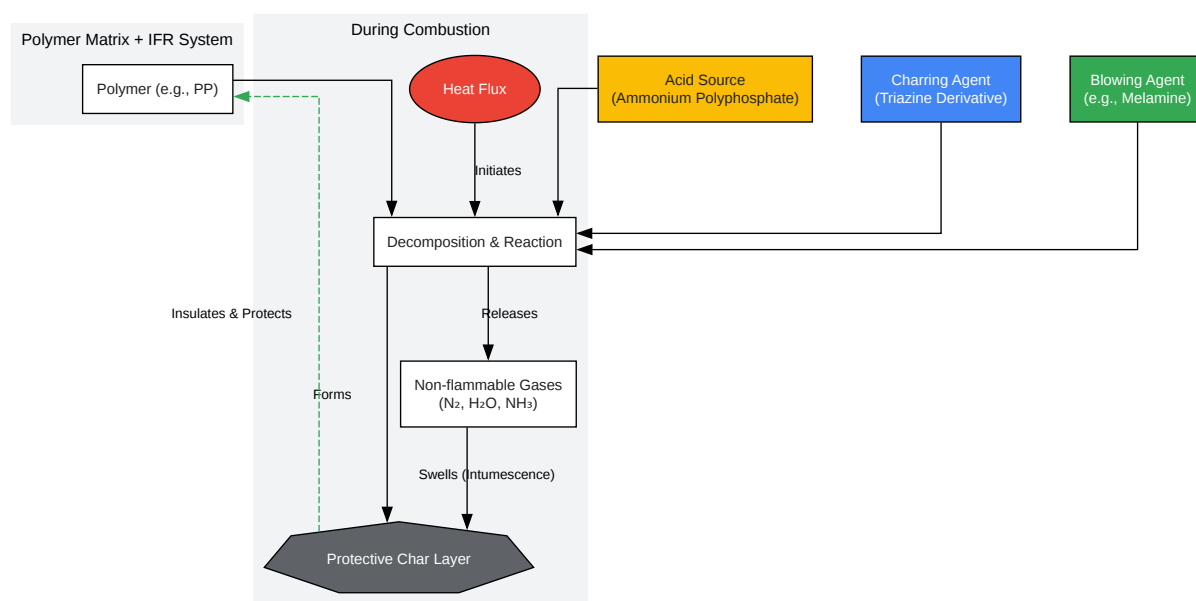 During Combustion
Polymer Matrix + IFR System
Polymer (e.g., PP)
Heat Flux
Acid Source
(Ammonium Polyphosphate)
Charring Agent
(Triazine Derivative)
Blowing Agent
(e.g., Melamine)
Initiates
Decomposition & Reaction
Insulates & Protects
Releases
Non-flammable Gases
(N₂, H₂O, NH₃)
Forms
Swells (Intumescence)
Protective Char Layer